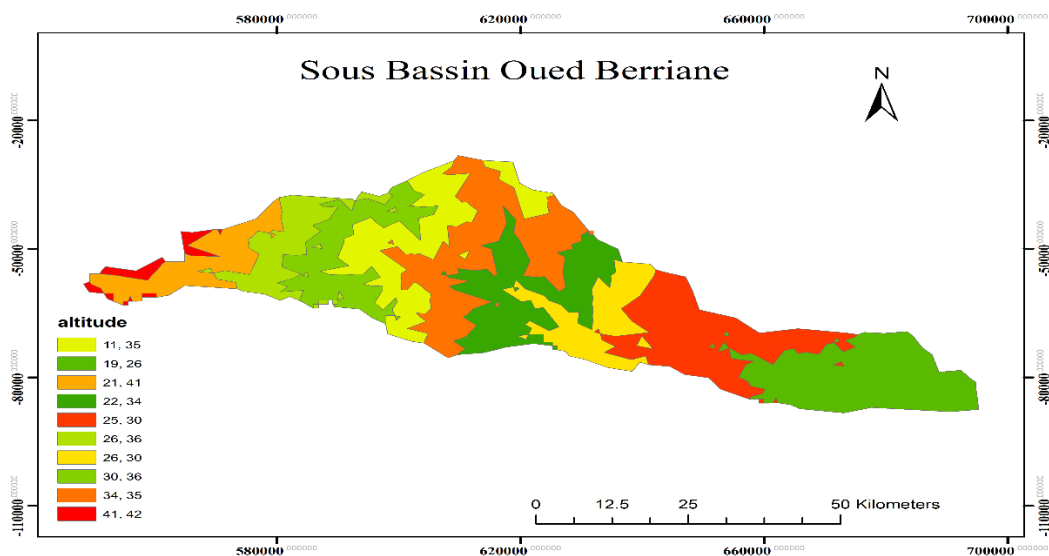 580000 620000 660000 700000
Sous Bassin Oued Berriane
N
-20000 -20000
-50000 -50000
-80000 -80000
-110000 -110000
altitude
11, 35
19, 26
21, 41
22, 34
25, 30
26, 36
26, 30
30, 36
34, 35
41, 42
0 12.5 25 50 Kilometers
580000 620000 660000 700000